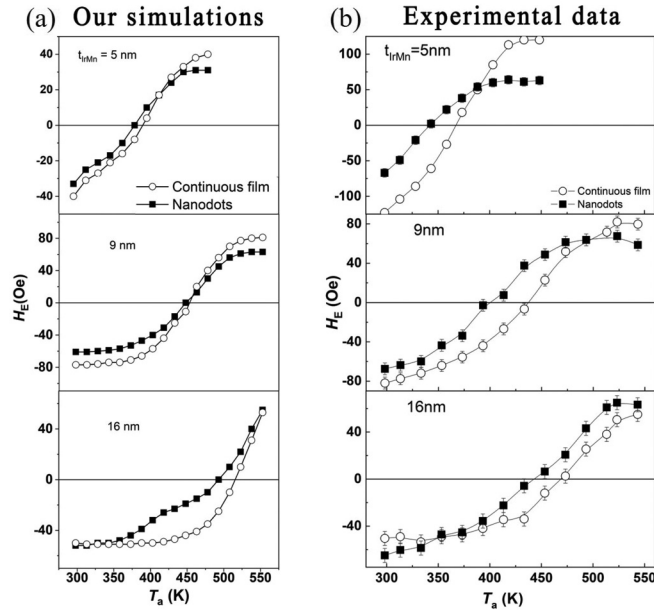 (a) Our simulations
t_IrMn = 5 nm
40
20
0
-20
-40
Continuous film
Nanodots
9 nm
80
40
0
-40
-80
H_E(Oe)
16 nm
40
0
-40
300 350 400 450 500 550
T_a (K)
(b) Experimental data
t_IrMn=5nm
100
50
0
-50
-100
Continuous film
Nanodots
9nm
80
40
0
-40
-80
H_E (Oe)
16nm
40
0
-40
300 350 400 450 500 550
T_a (K)